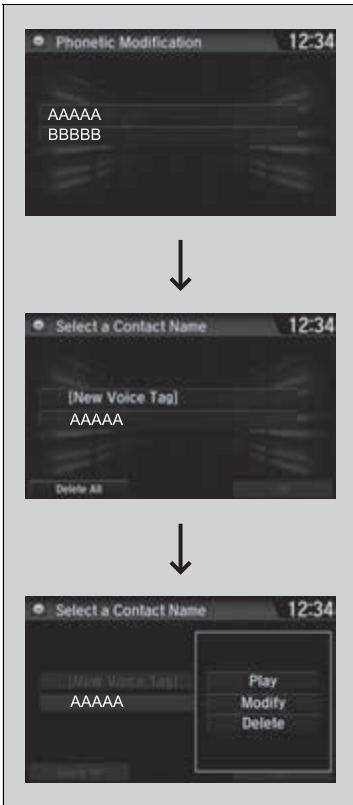 Phonetic Modification 12:34
AAAAA
BBBBB
Select a Contact Name 12:34
[New Voice Tag]
AAAAA
Delete All
Select a Contact Name 12:34
[New Voice Tag]
AAAAA
Play
Modify
Delete